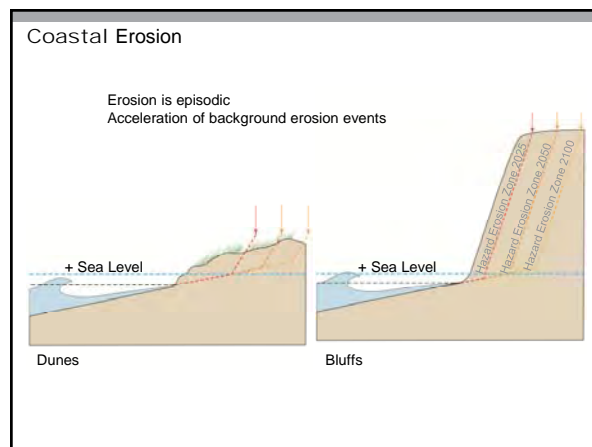 Coastal Erosion
Erosion is episodic
Acceleration of background erosion events
+ Sea Level
Dunes
Hazard Erosion Zone 2025
Hazard Erosion Zone 2050
Hazard Erosion Zone 2100
+ Sea Level
Bluffs